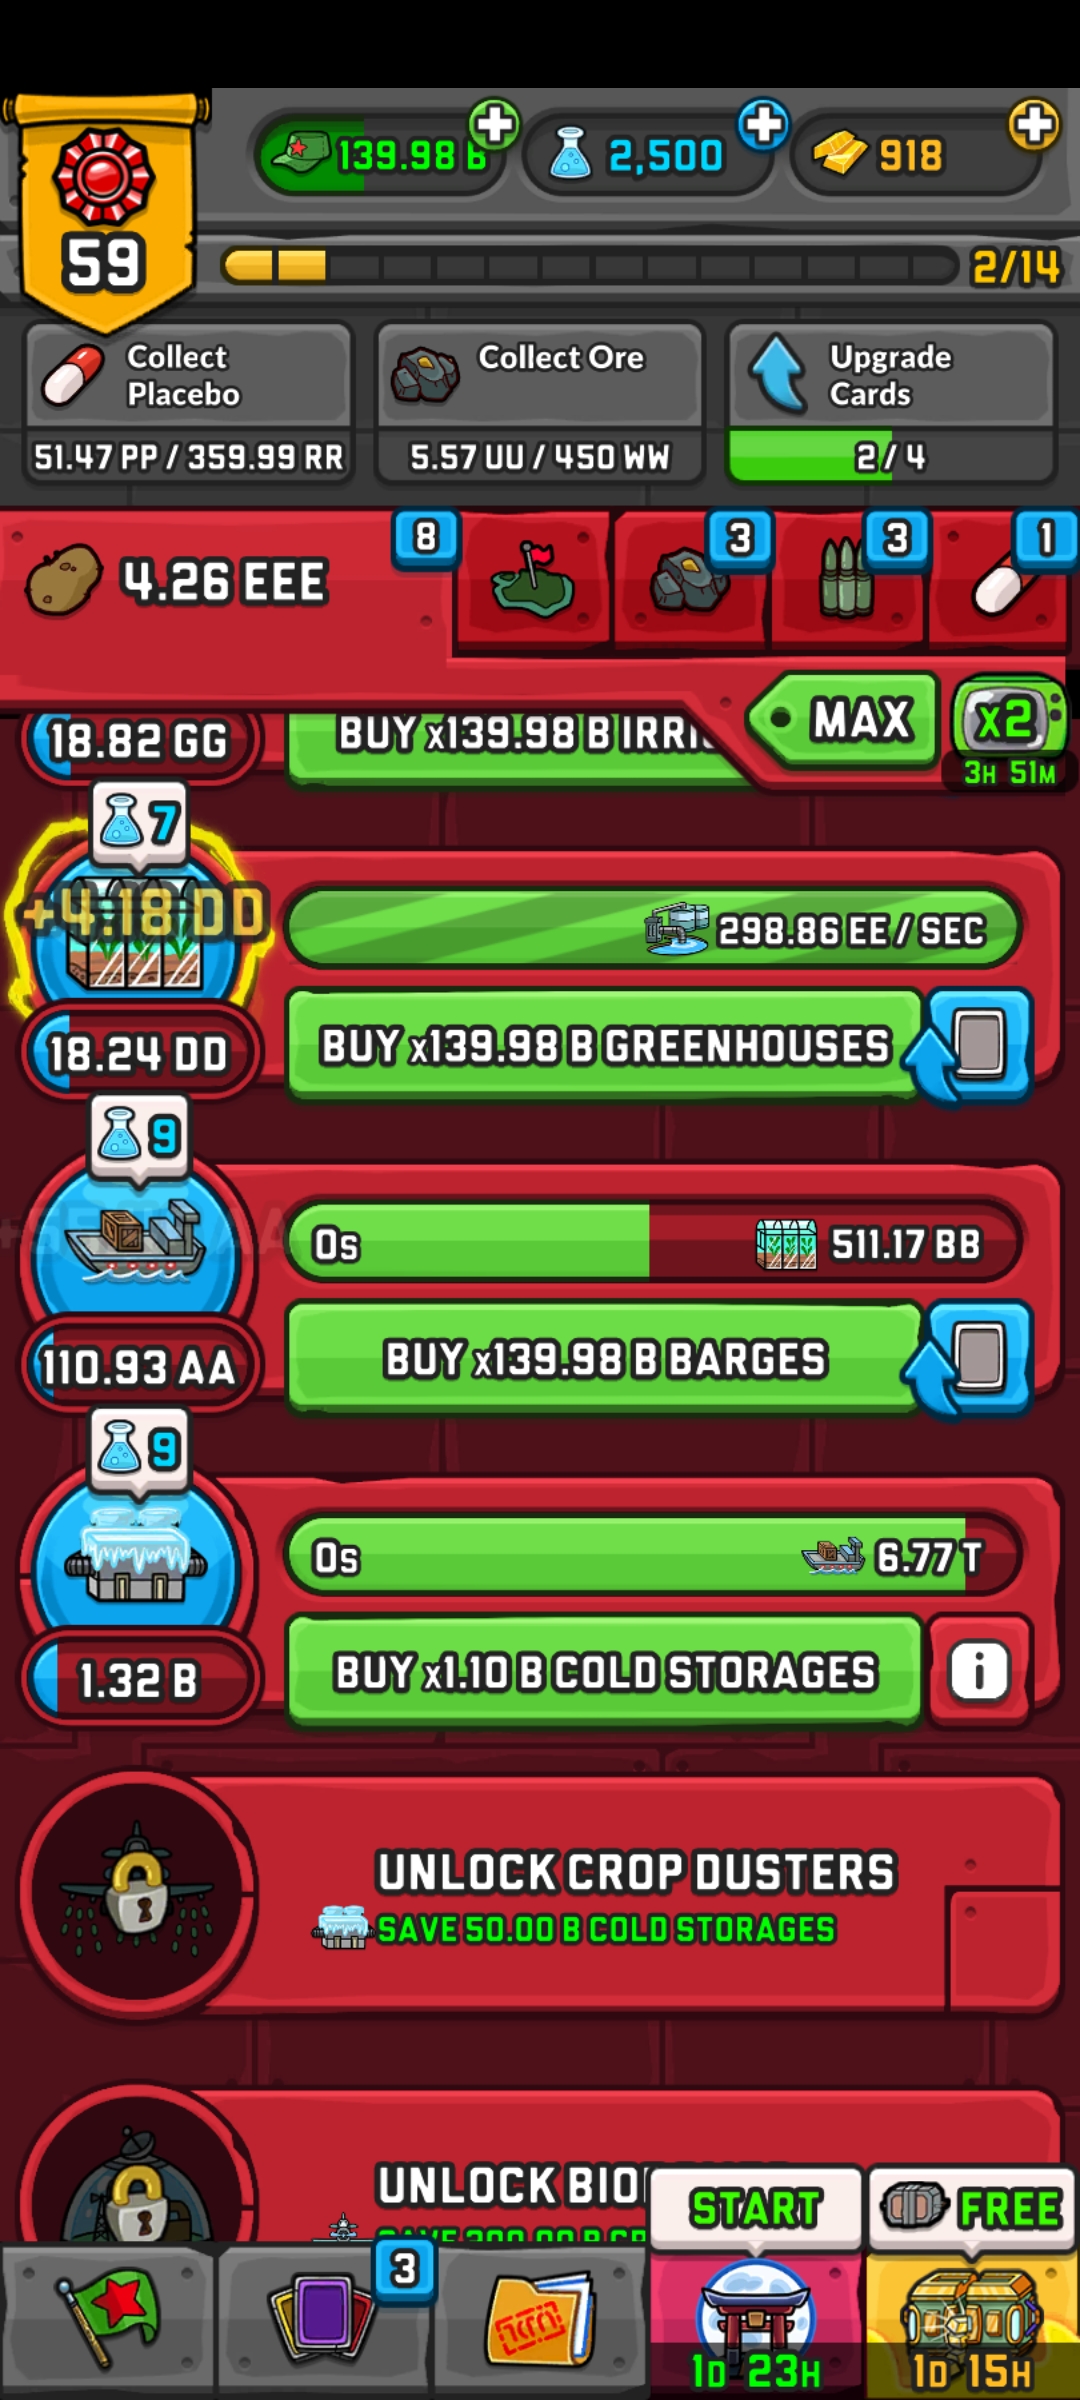 139.98 B
2,500
918
59
2/14
Collect
Placebo
51.47 PP / 359.99 RR
Collect Ore
5.57 UU / 450 WW
Upgrade
Cards
2 / 4
4.26 EEE
8
3
3
1
MAX
x2
3H 51M
18.82 GG
BUY x139.98 B
7
+4.18 DD
298.86 EE / SEC
18.24 DD
BUY x139.98 B GREENHOUSES
9
0s
511.17 BB
110.93 AA
BUY x139.98 B BARGES
9
0s
6.77 T
1.32 B
BUY x1.10 B COLD STORAGES
i
UNLOCK CROP DUSTERS
SAVE 50.00 B COLD STORAGES
UNLOCK
START
FREE
3
1D 23H
1D 15H